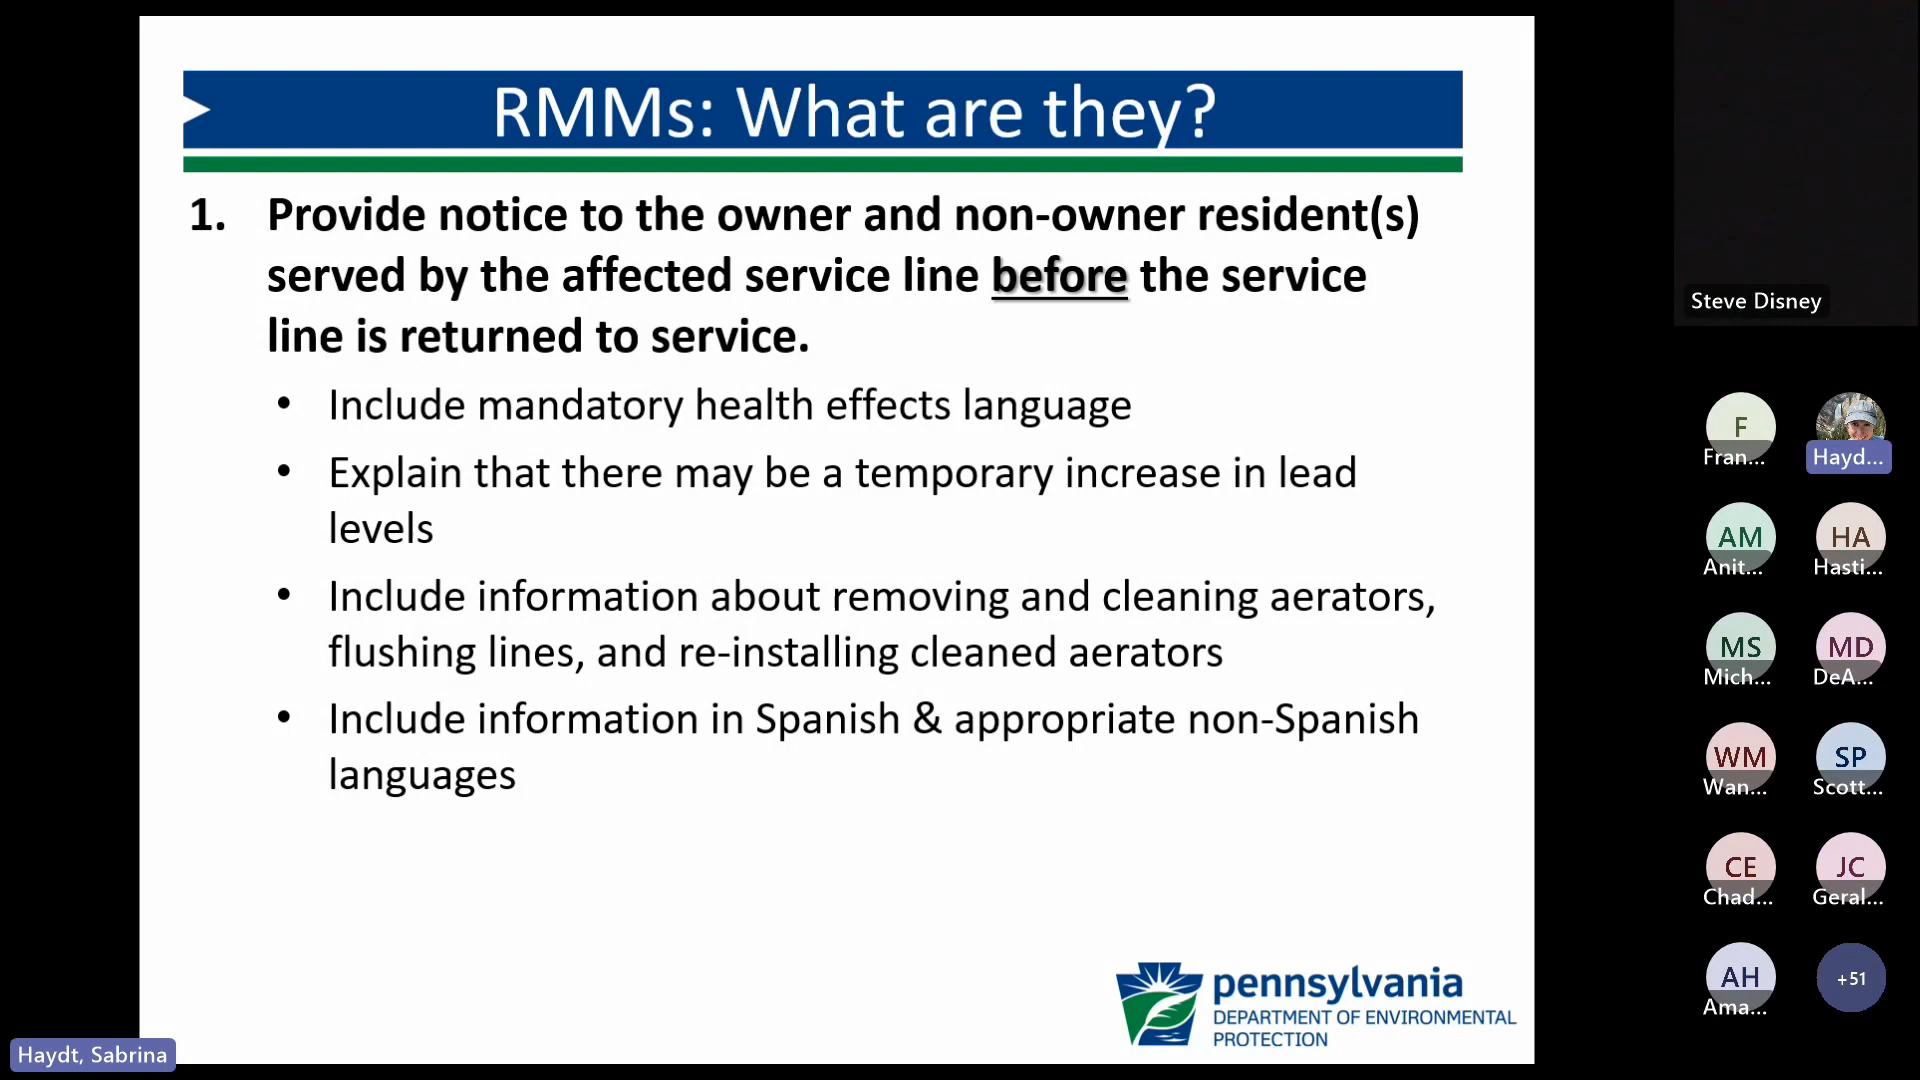 RMMs: What are they?
1. Provide notice to the owner and non-owner resident(s)
served by the affected service line before the service
line is returned to service.
• Include mandatory health effects language
• Explain that there may be a temporary increase in lead
levels
• Include information about removing and cleaning aerators,
flushing lines, and re-installing cleaned aerators
• Include information in Spanish & appropriate non-Spanish
languages
pennsylvania
DEPARTMENT OF ENVIRONMENTAL
PROTECTION
Haydt, Sabrina
Steve Disney
F
Fran...
Hayd...
AM
Anit...
HA
Hasti...
MS
Mich...
MD
DeA...
WM
Wan...
SP
Scott...
CE
Chad...
JC
Geral...
AH
Ama...
+51